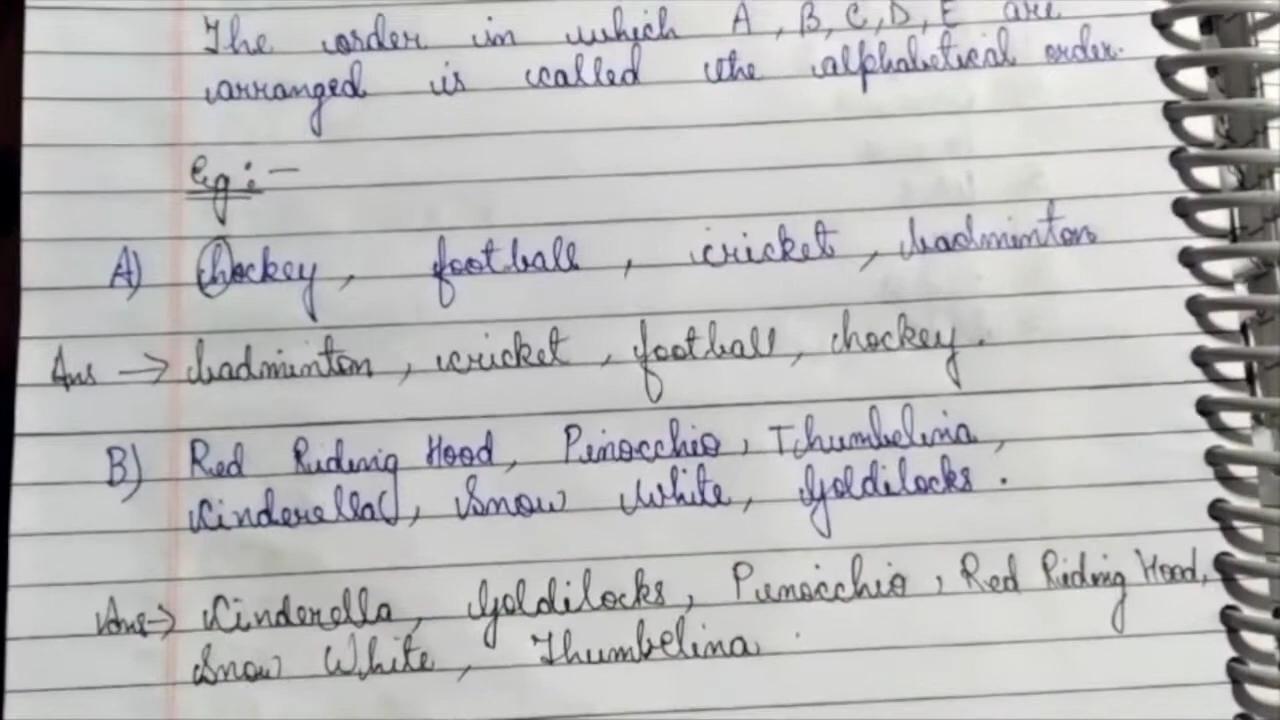 The order in which A, B, C, D, E are
arranged is called the alphabetical order.
eg:-
A) hockey, football, cricket, badminton
Ans → badminton, cricket, football, hockey.
B) Red Riding Hood, Pinocchio, Thumbelina,
Cinderella, Snow White, Goldilocks.
Ans → Cinderella, Goldilocks, Pinocchio, Red Riding Hood,
Snow White, Thumbelina.